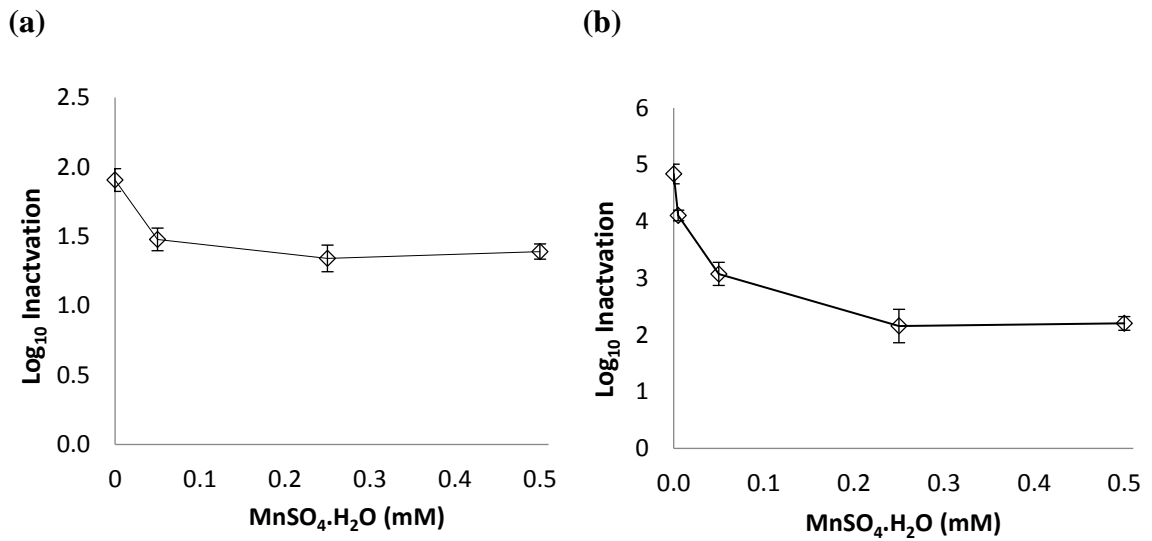 (a)
2.5
2.0
1.5
1.0
0.5
0.0
Log₁₀ Inactvation
0 0.1 0.2 0.3 0.4 0.5
MnSO₄.H₂O (mM)
(b)
6
5
4
3
2
1
0
Log₁₀ Inactvation
0.0 0.1 0.2 0.3 0.4 0.5
MnSO₄.H₂O (mM)